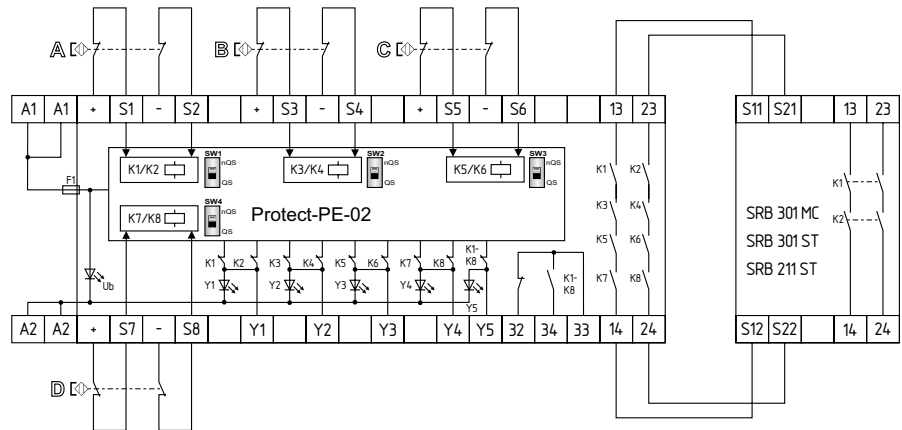 A B C
A1 A1 + S1 - S2 + S3 - S4 + S5 - S6 13 23 S11 S21 13 23
SW1 SW2 SW3
nQS nQS nQS
K1/K2 K3/K4 K5/K6
QS QS QS
F1
SW4
nQS
K7/K8 Protect-PE-02
QS
K1 K2
K3 K4
K5 K6
K7 K8
K1
K2
SRB 301 MC
SRB 301 ST
SRB 211 ST
K1 K2 K3 K4 K5 K6 K7 K8 K1-
K8
Ub Y1 Y2 Y3 Y4 Y5
K1-
K8
A2 A2 + S7 - S8 Y1 Y2 Y3 Y4 Y5 32 34 33 14 24 S12 S22 14 24
D